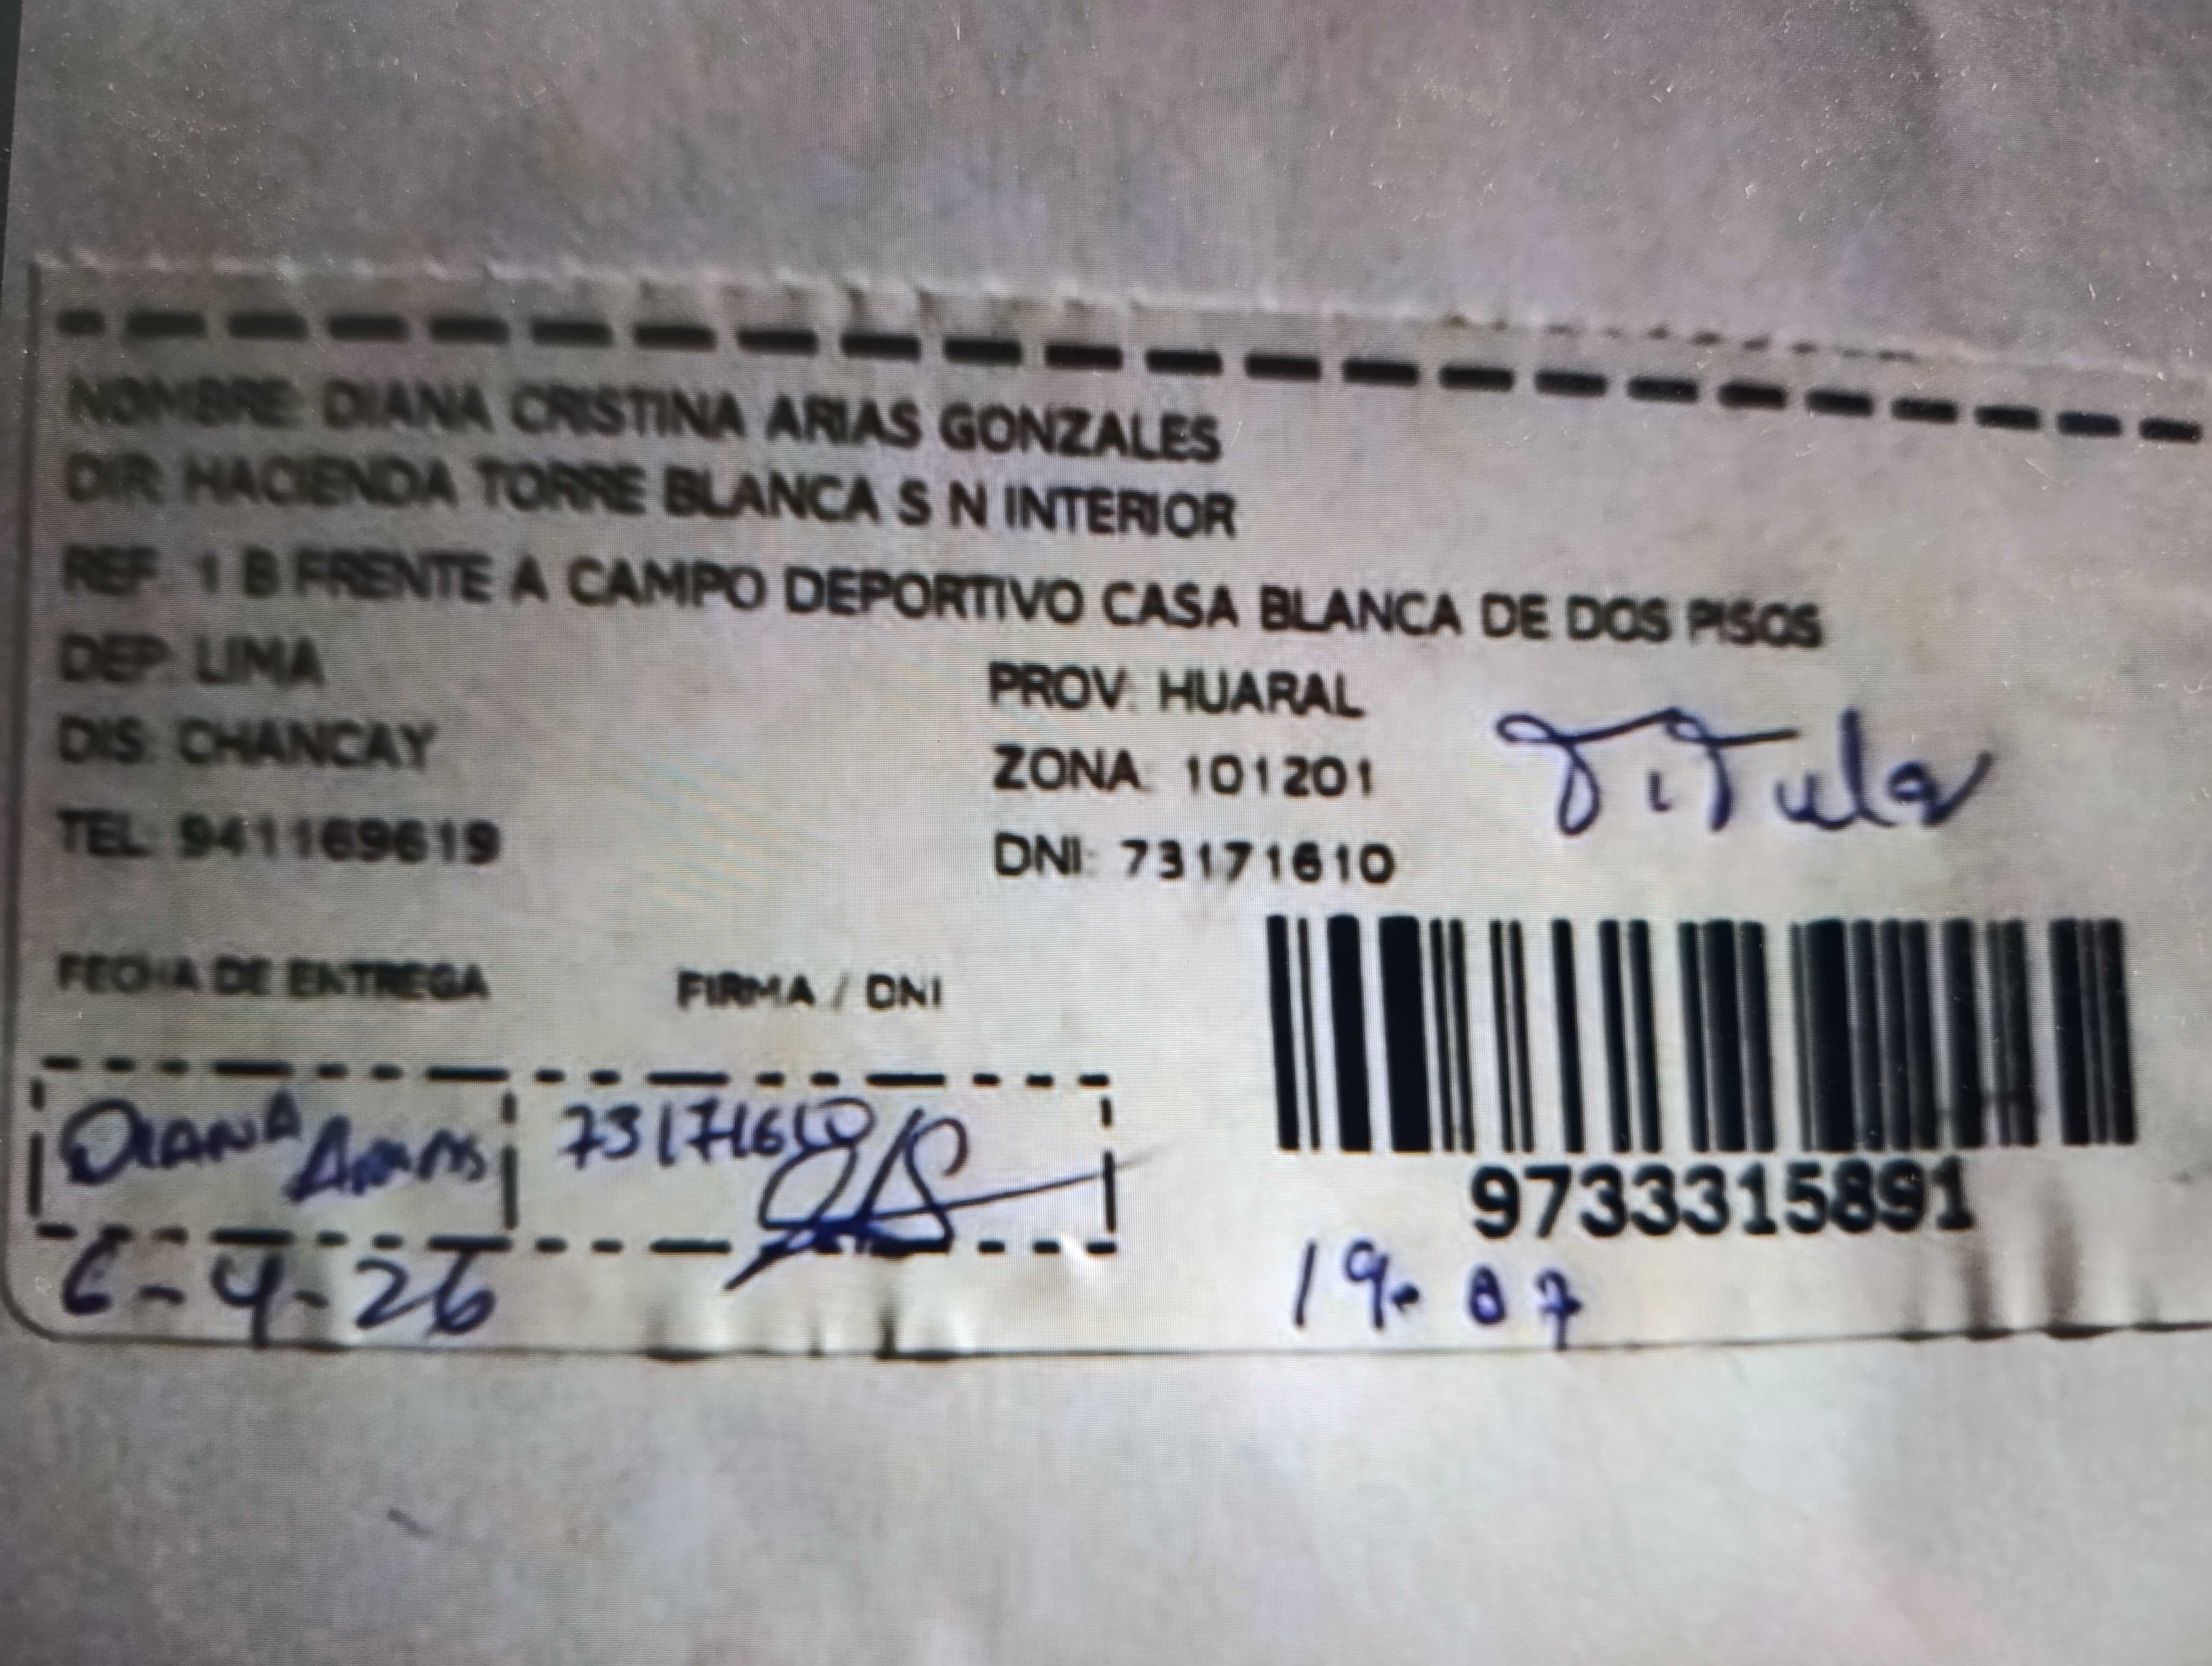 NOMBRE: DIANA CRISTINA ARIAS GONZALES
DIR: HACIENDA TORRE BLANCA S N INTERIOR
REF: 1 B FRENTE A CAMPO DEPORTIVO CASA BLANCA DE DOS PISOS
DEP: LIMA
PROV: HUARAL
DIS: CHANCAY
ZONA: 101201
Titular
TEL: 941169619
DNI: 73171610
FECHA DE ENTREGA
FIRMA / DNI
DIANA ARIAS
73171610
9733315891
6-4-26
19. 07